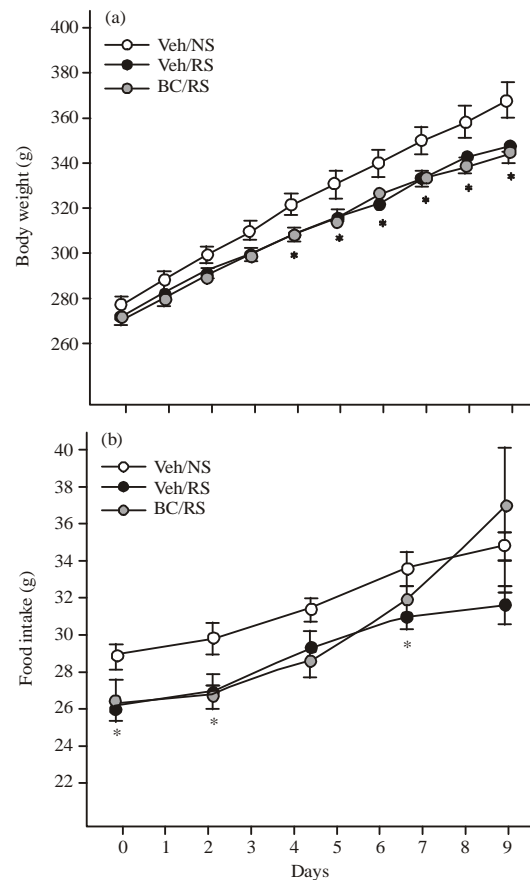 (a)
Veh/NS
Veh/RS
BC/RS
Body weight (g)
400
380
360
340
320
300
280
260
* * * * * *
(b)
Veh/NS
Veh/RS
BC/RS
Food intake (g)
40
38
36
34
32
30
28
26
24
22
* * *
0 1 2 3 4 5 6 7 8 9
Days